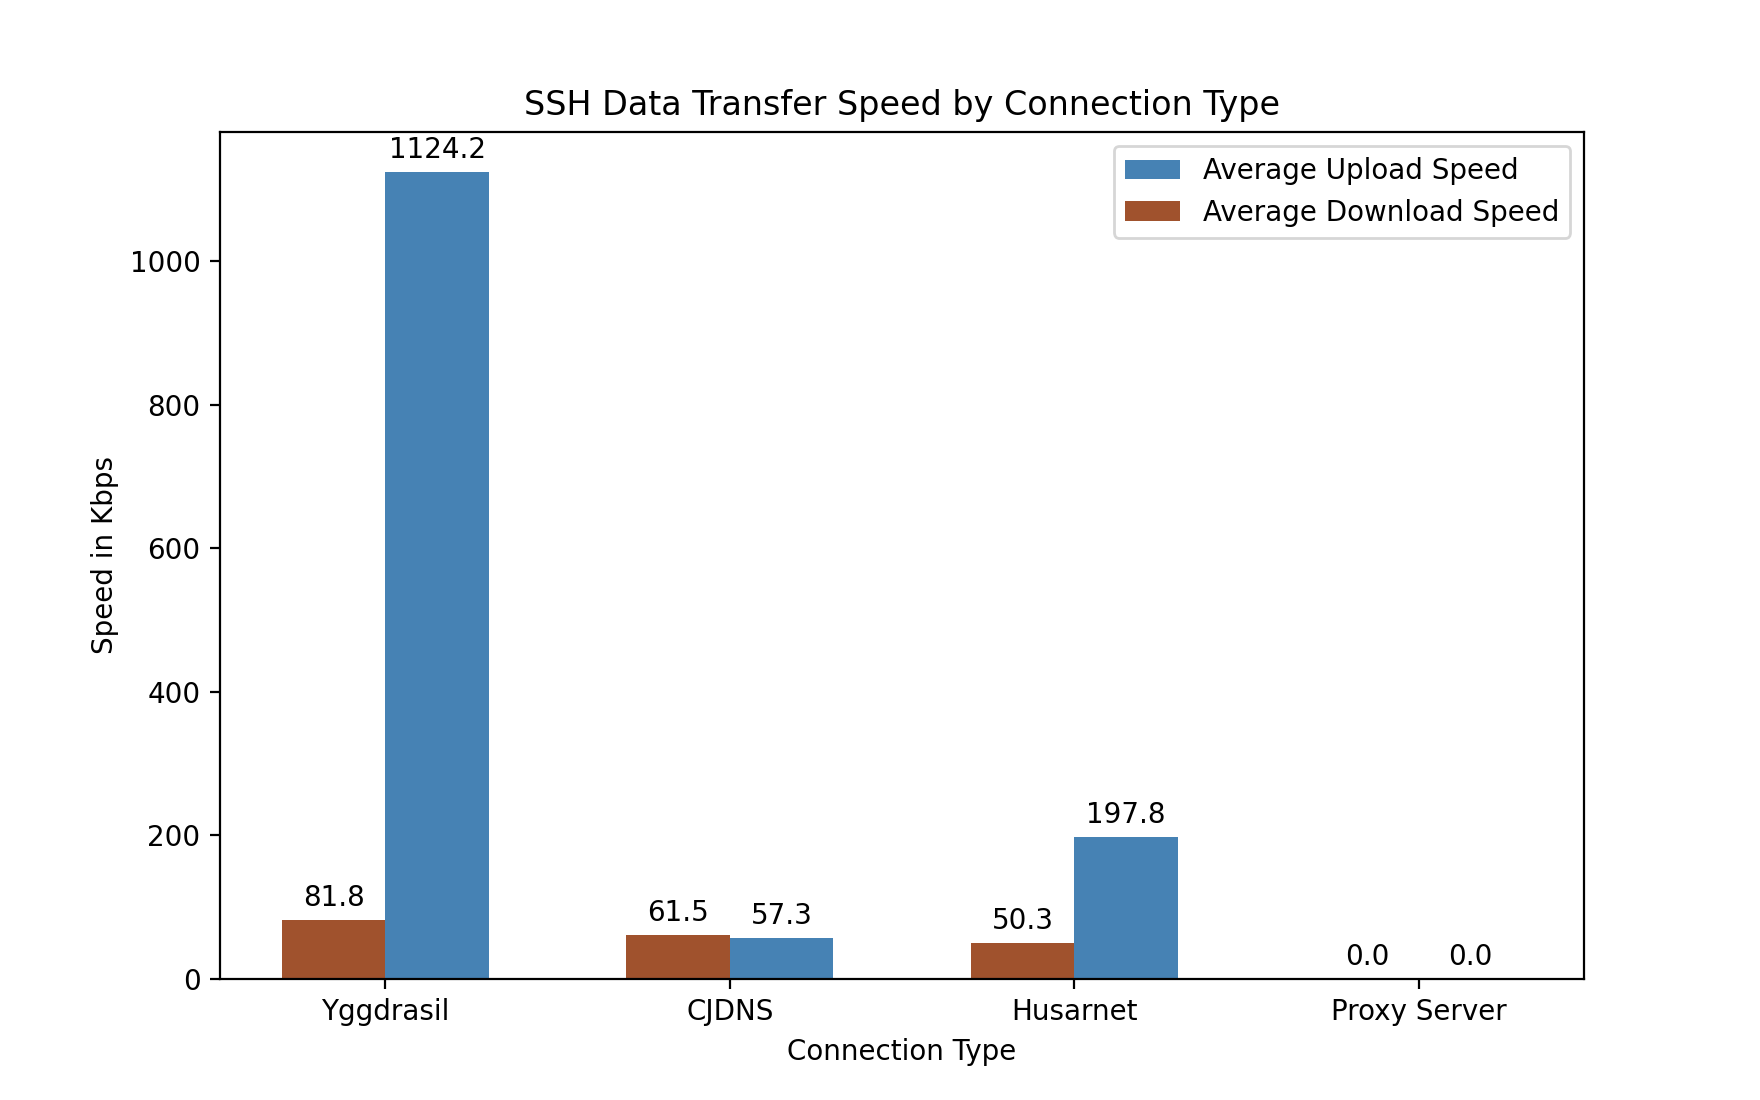 SSH Data Transfer Speed by Connection Type
1124.2
Average Upload Speed
Average Download Speed
1000
800
600
400
200
0
Speed in Kbps
81.8
61.5
57.3
50.3
197.8
0.0
0.0
Yggdrasil
CJDNS
Husarnet
Proxy Server
Connection Type